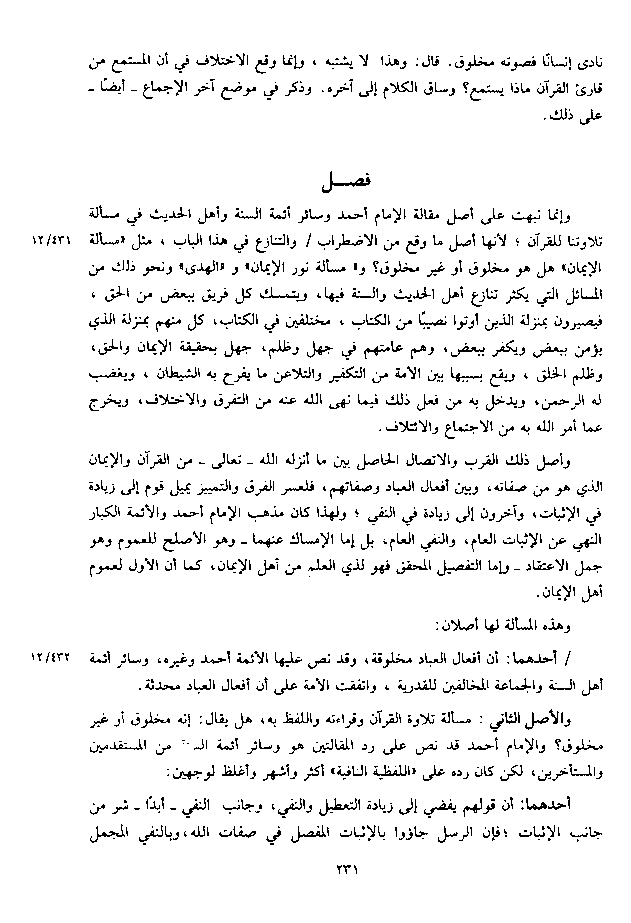 نادى إنسانًا فصوته مخلوق. قال: وهذا لا يشتبه ، وإنما وقع الاختلاف في أن المستمع من
قارئ القرآن ماذا يستمع؟ وساق الكلام إلى آخره. وذكر في موضع آخر الإجماع ـ أيضًا ـ
على ذلك.
فصــل
وإنما نبهت على أصل مقالة الإمام أحمد وسائر أئمة السنة وأهل الحديث في مسألة
تلاوتنا للقرآن ؛ لأنها أصل ما وقع من الاضطراب / والتنازع في هذا الباب ، مثل «مسألة ١٢/٤٣١
الإيمان» هل هو مخلوق أو غير مخلوق؟ و« مسألة نور الإيمان» و «الهدى» ونحو ذلك من
المسائل التي يكثر تنازع أهل الحديث والسنة فيها، ويتمسك كل فريق ببعض من الحق ،
فيصيرون بمنزلة الذين أوتوا نصيبًا من الكتاب ، مختلفين في الكتاب، كل منهم بمنزلة الذي
يؤمن ببعض ويكفر ببعض، وهم عامتهم في جهل وظلم، جهل بحقيقة الإيمان والحق،
وظلم الخلق ، ويقع بسببها بين الأمة من التكفير والتلاعن ما يفرح به الشيطان ، ويغضب
له الرحمن، ويدخل به من فعل ذلك فيما نهى الله عنه من التفرق والاختلاف، ويخرج
عما أمر الله به من الاجتماع والائتلاف.
وأصل ذلك القرب والاتصال الحاصل بين ما أنزله الله ـ تعالى ـ من القرآن والإيمان
الذي هو من صفاته، وبين أفعال العباد وصفاتهم، فلعسر الفرق والتمييز يميل قوم إلى زيادة
في الإثبات، وآخرون إلى زيادة في النفي ؛ ولهذا كان مذهب الإمام أحمد والأئمة الكبار
النهي عن الإثبات العام، والنفي العام، بل إما الإمساك عنهما ـ وهو الأصلح للعموم وهو
جمل الاعتقاد ـ وإما التفصيل المحقق فهو لذي العلم من أهل الإيمان، كما أن الأول لعموم
أهل الإيمان.
وهذه المسألة لها أصلان:
/ أحدهما: أن أفعال العباد مخلوقة، وقد نص عليها الأئمة أحمد وغيره، وسائر أئمة ١٢/٤٣٢
أهل السنة والجماعة المخالفين للقدرية ، واتفقت الأمة على أن أفعال العباد محدثة.
والأصل الثاني : مسألة تلاوة القرآن وقراءته واللفظ به، هل يقال: إنه مخلوق أو غير
مخلوق؟ والإمام أحمد قد نص على رد المقالتين هو وسائر أئمة من المستقدمين
والمستأخرين، لكن كان رده على «اللفظية النافية» أكثر وأشهر وأغلظ لوجهين:
أحدهما: أن قولهم يفضي إلى زيادة التعطيل والنفي، وجانب النفي ـ أبدًا ـ شر من
جانب الإثبات ؛ فإن الرسل جاؤوا بالإثبات المفصل في صفات الله، وبالنفي المجمل
٢٣١